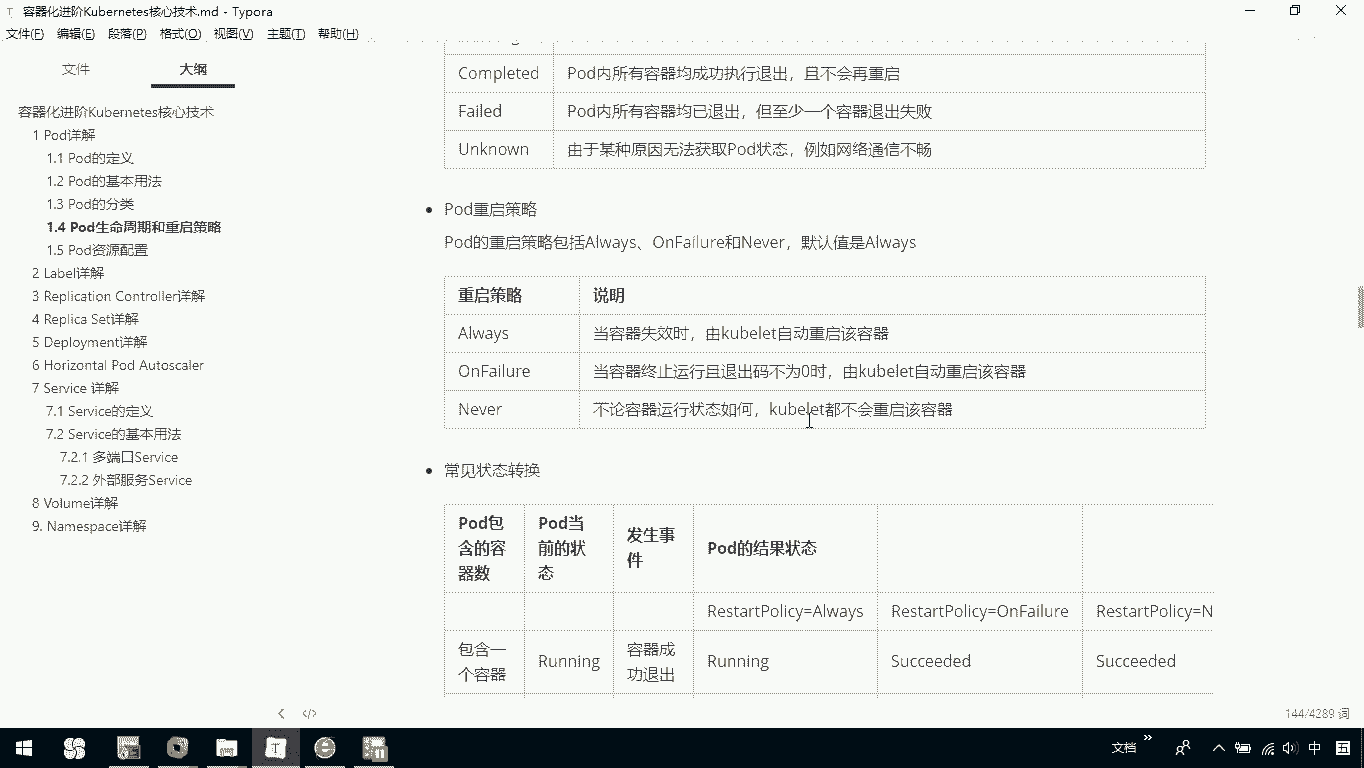 容器化进阶Kubernetes核心技术.md - Typora
文件(F) 编辑(E) 段落(P) 格式(O) 视图(V) 主题(T) 帮助(H)
文件 大纲
容器化进阶Kubernetes核心技术
1 Pod详解
1.1 Pod的定义
1.2 Pod的基本用法
1.3 Pod的分类
1.4 Pod生命周期和重启策略
1.5 Pod资源配置
2 Label详解
3 Replication Controller详解
4 Replica Set详解
5 Deployment详解
6 Horizontal Pod Autoscaler
7 Service 详解
7.1 Service的定义
7.2 Service的基本用法
7.2.1 多端口Service
7.2.2 外部服务Service
8 Volume详解
9. Namespace详解
Completed Pod内所有容器均成功执行退出，且不会再重启
Failed Pod内所有容器均已退出，但至少一个容器退出失败
Unknown 由于某种原因无法获取Pod状态，例如网络通信不畅
Pod重启策略
Pod的重启策略包括Always、OnFailure和Never，默认值是Always
重启策略 说明
Always 当容器失效时，由kubelet自动重启该容器
OnFailure 当容器终止运行且退出码不为0时，由kubelet自动重启该容器
Never 不论容器运行状态如何，kubelet都不会重启该容器
常见状态转换
Pod包含的容器数 Pod当前的状态 发生事件 Pod的结果状态
RestartPolicy=Always RestartPolicy=OnFailure RestartPolicy=N
包含一个容器 Running 容器成功退出 Running Succeeded Succeeded
144/4289 词
文档 中 五